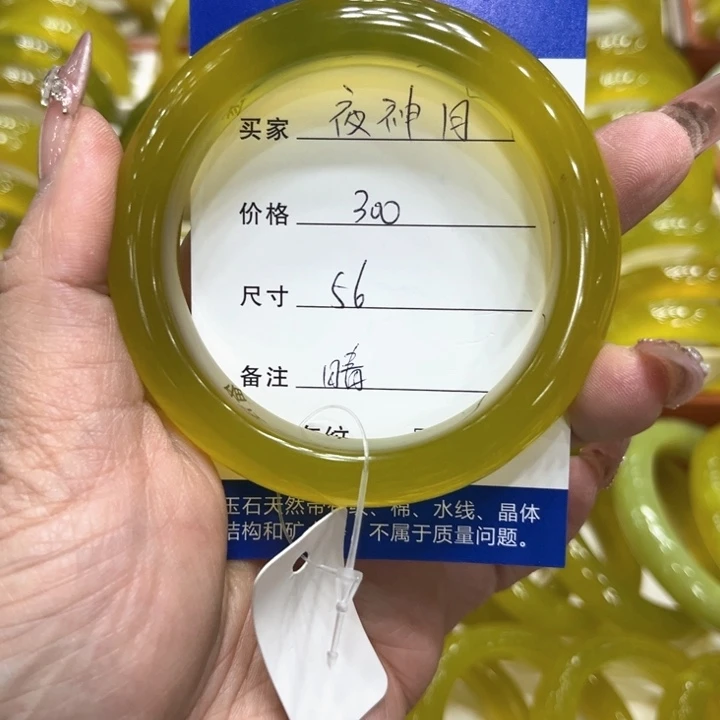 买家 夜神月
价格 300
尺寸 56
备注 晴
玉石天然带 、棉、水线、晶体
结构和矿 不属于质量问题。